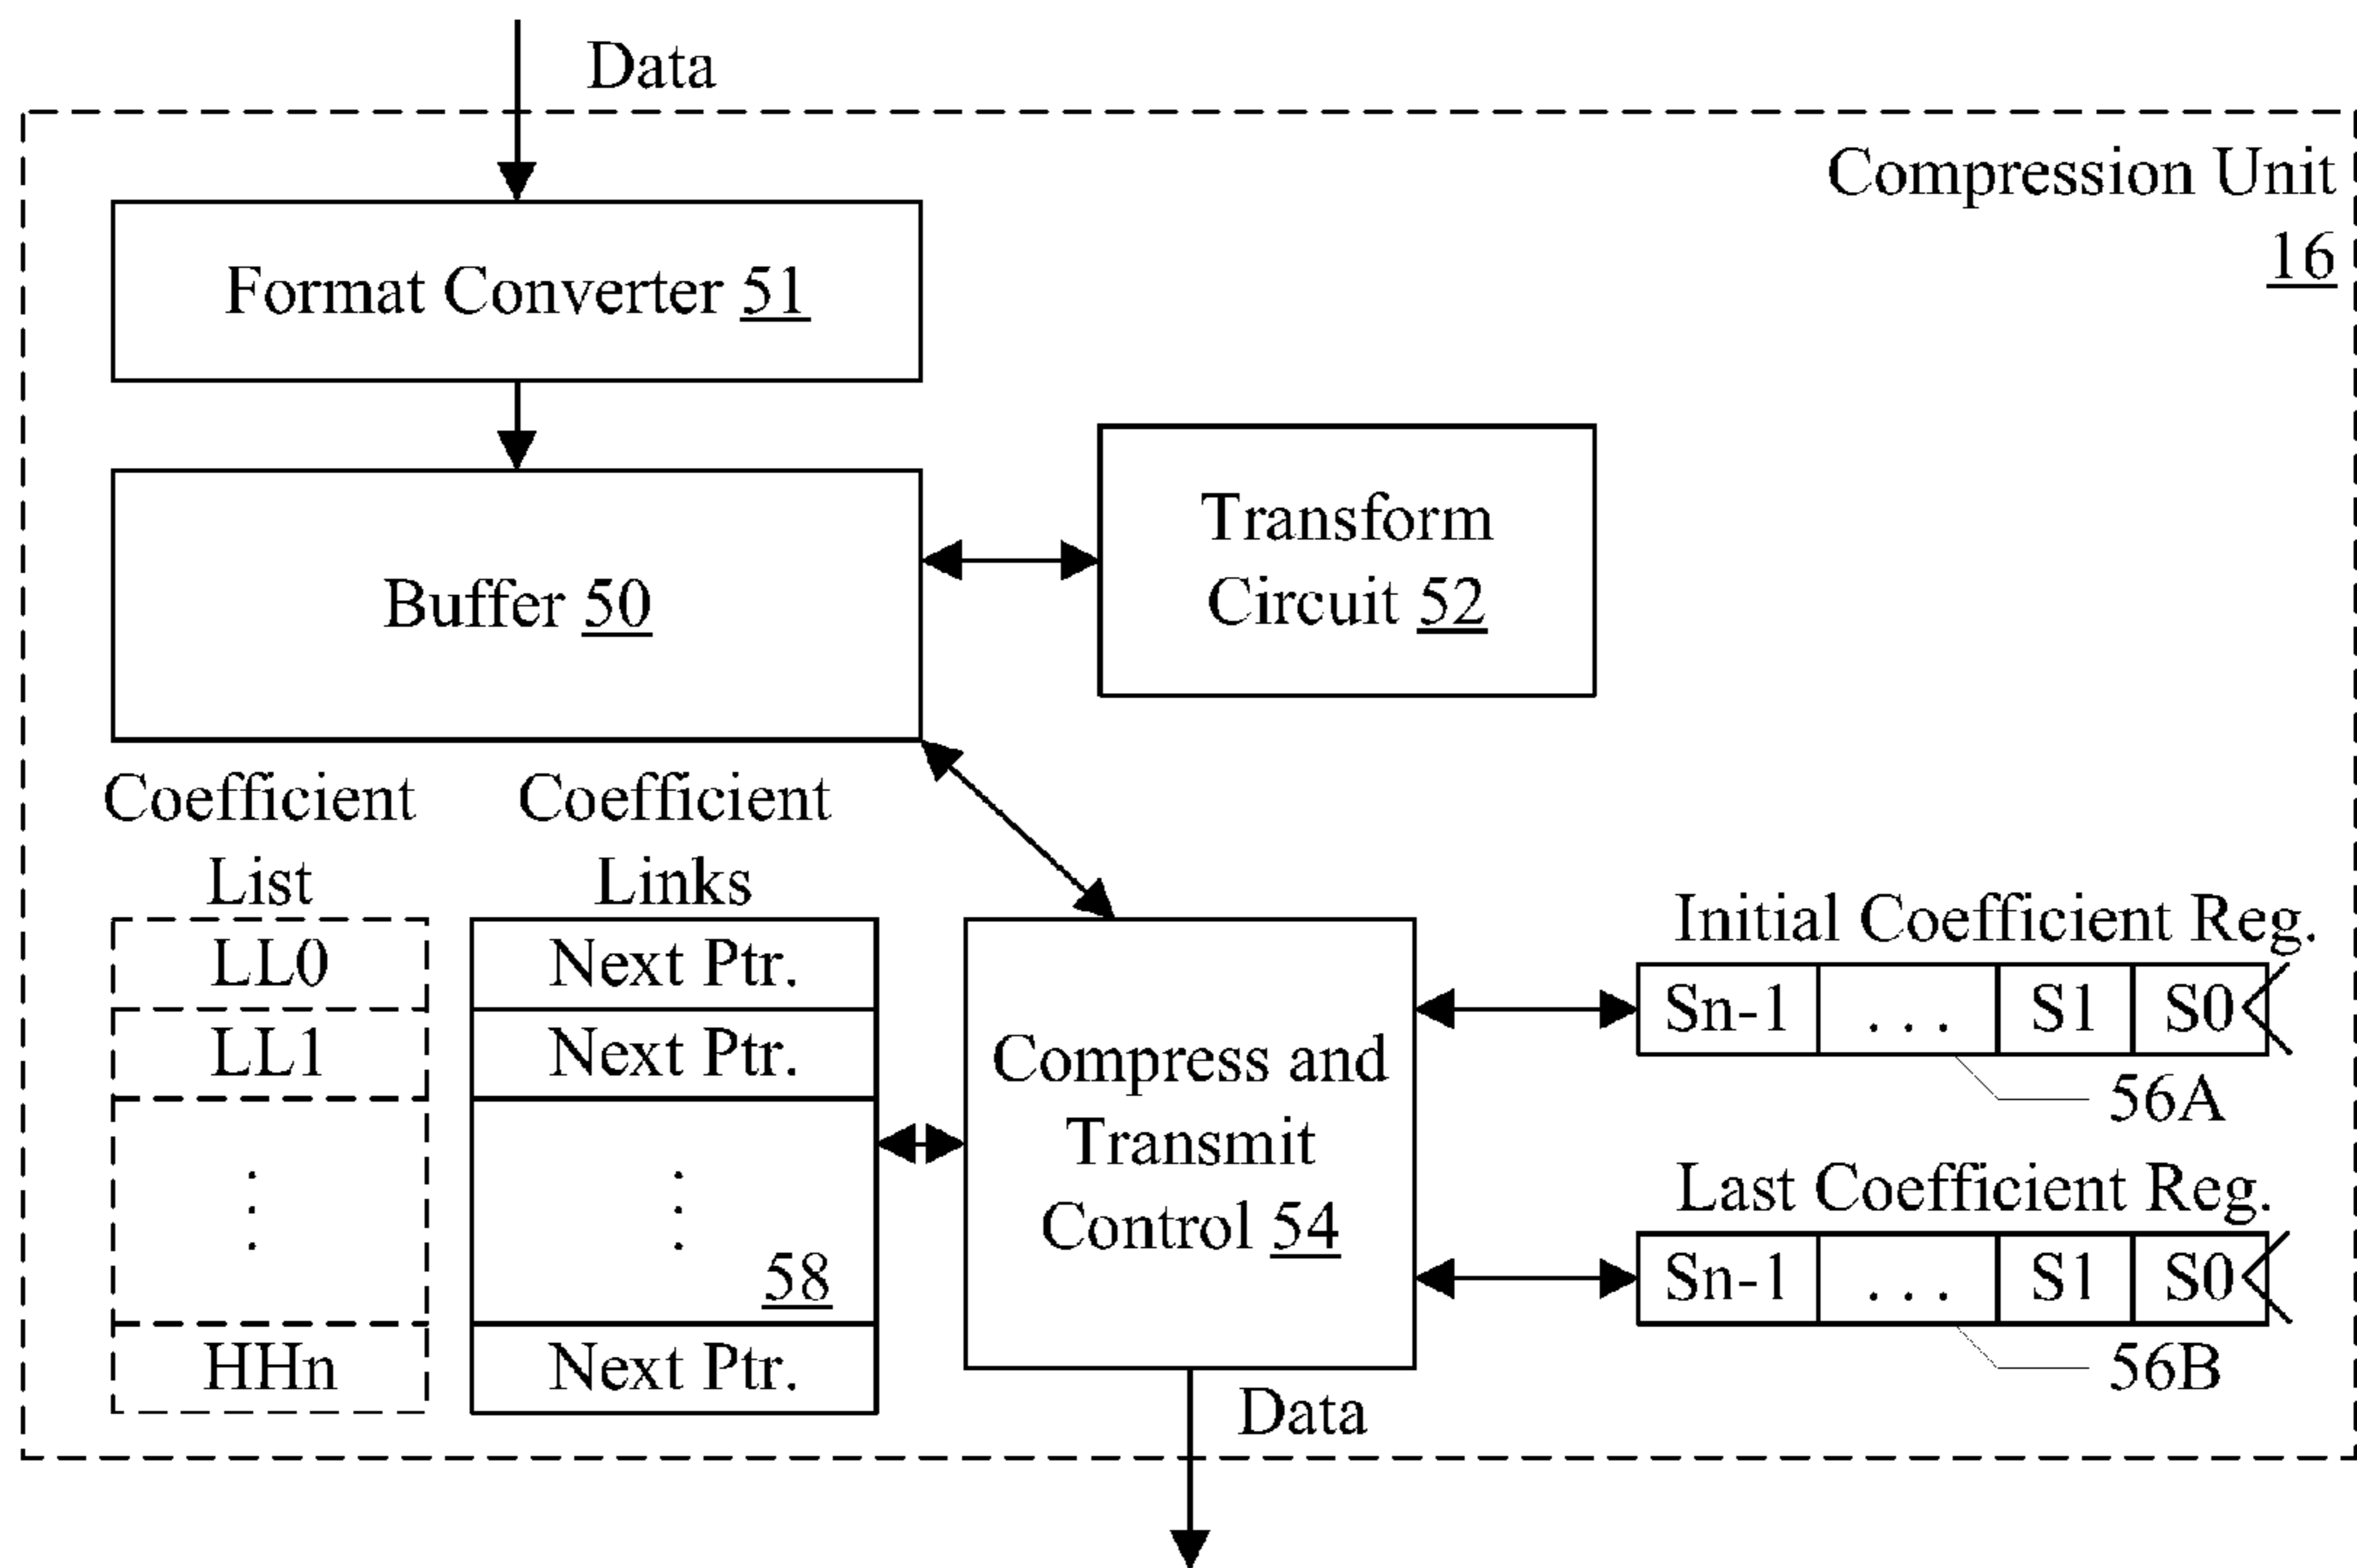 Data
Compression Unit
16
Format Converter 51
Transform
Circuit 52
Buffer 50
Coefficient
List
Coefficient
Links
LL0
Next Ptr.
LL1
Next Ptr.
.
.
.
.
.
.
58
HHn
Next Ptr.
Compress and
Transmit
Control 54
Initial Coefficient Reg.
Sn-1 . . . S1 S0
56A
Last Coefficient Reg.
Sn-1 . . . S1 S0
56B
Data